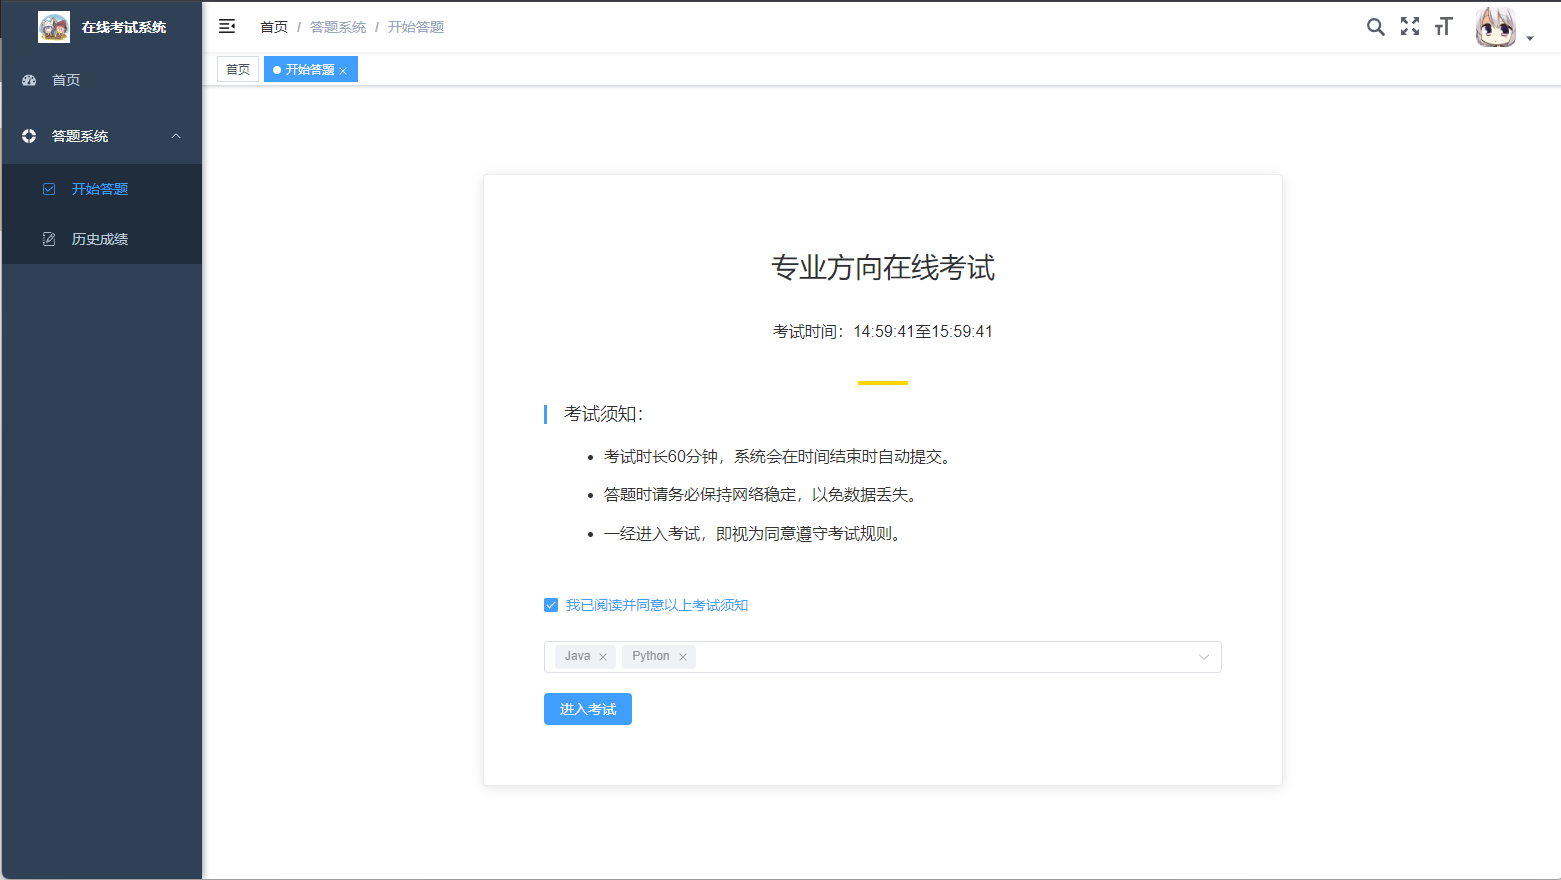 在线考试系统
首页 / 答题系统 / 开始答题
首页
开始答题
首页
答题系统
开始答题
历史成绩
专业方向在线考试
考试时间：14:59:41至15:59:41
考试须知：
考试时长60分钟，系统会在时间结束时自动提交。
答题时请务必保持网络稳定，以免数据丢失。
一经进入考试，即视为同意遵守考试规则。
我已阅读并同意以上考试须知
Java Python
进入考试